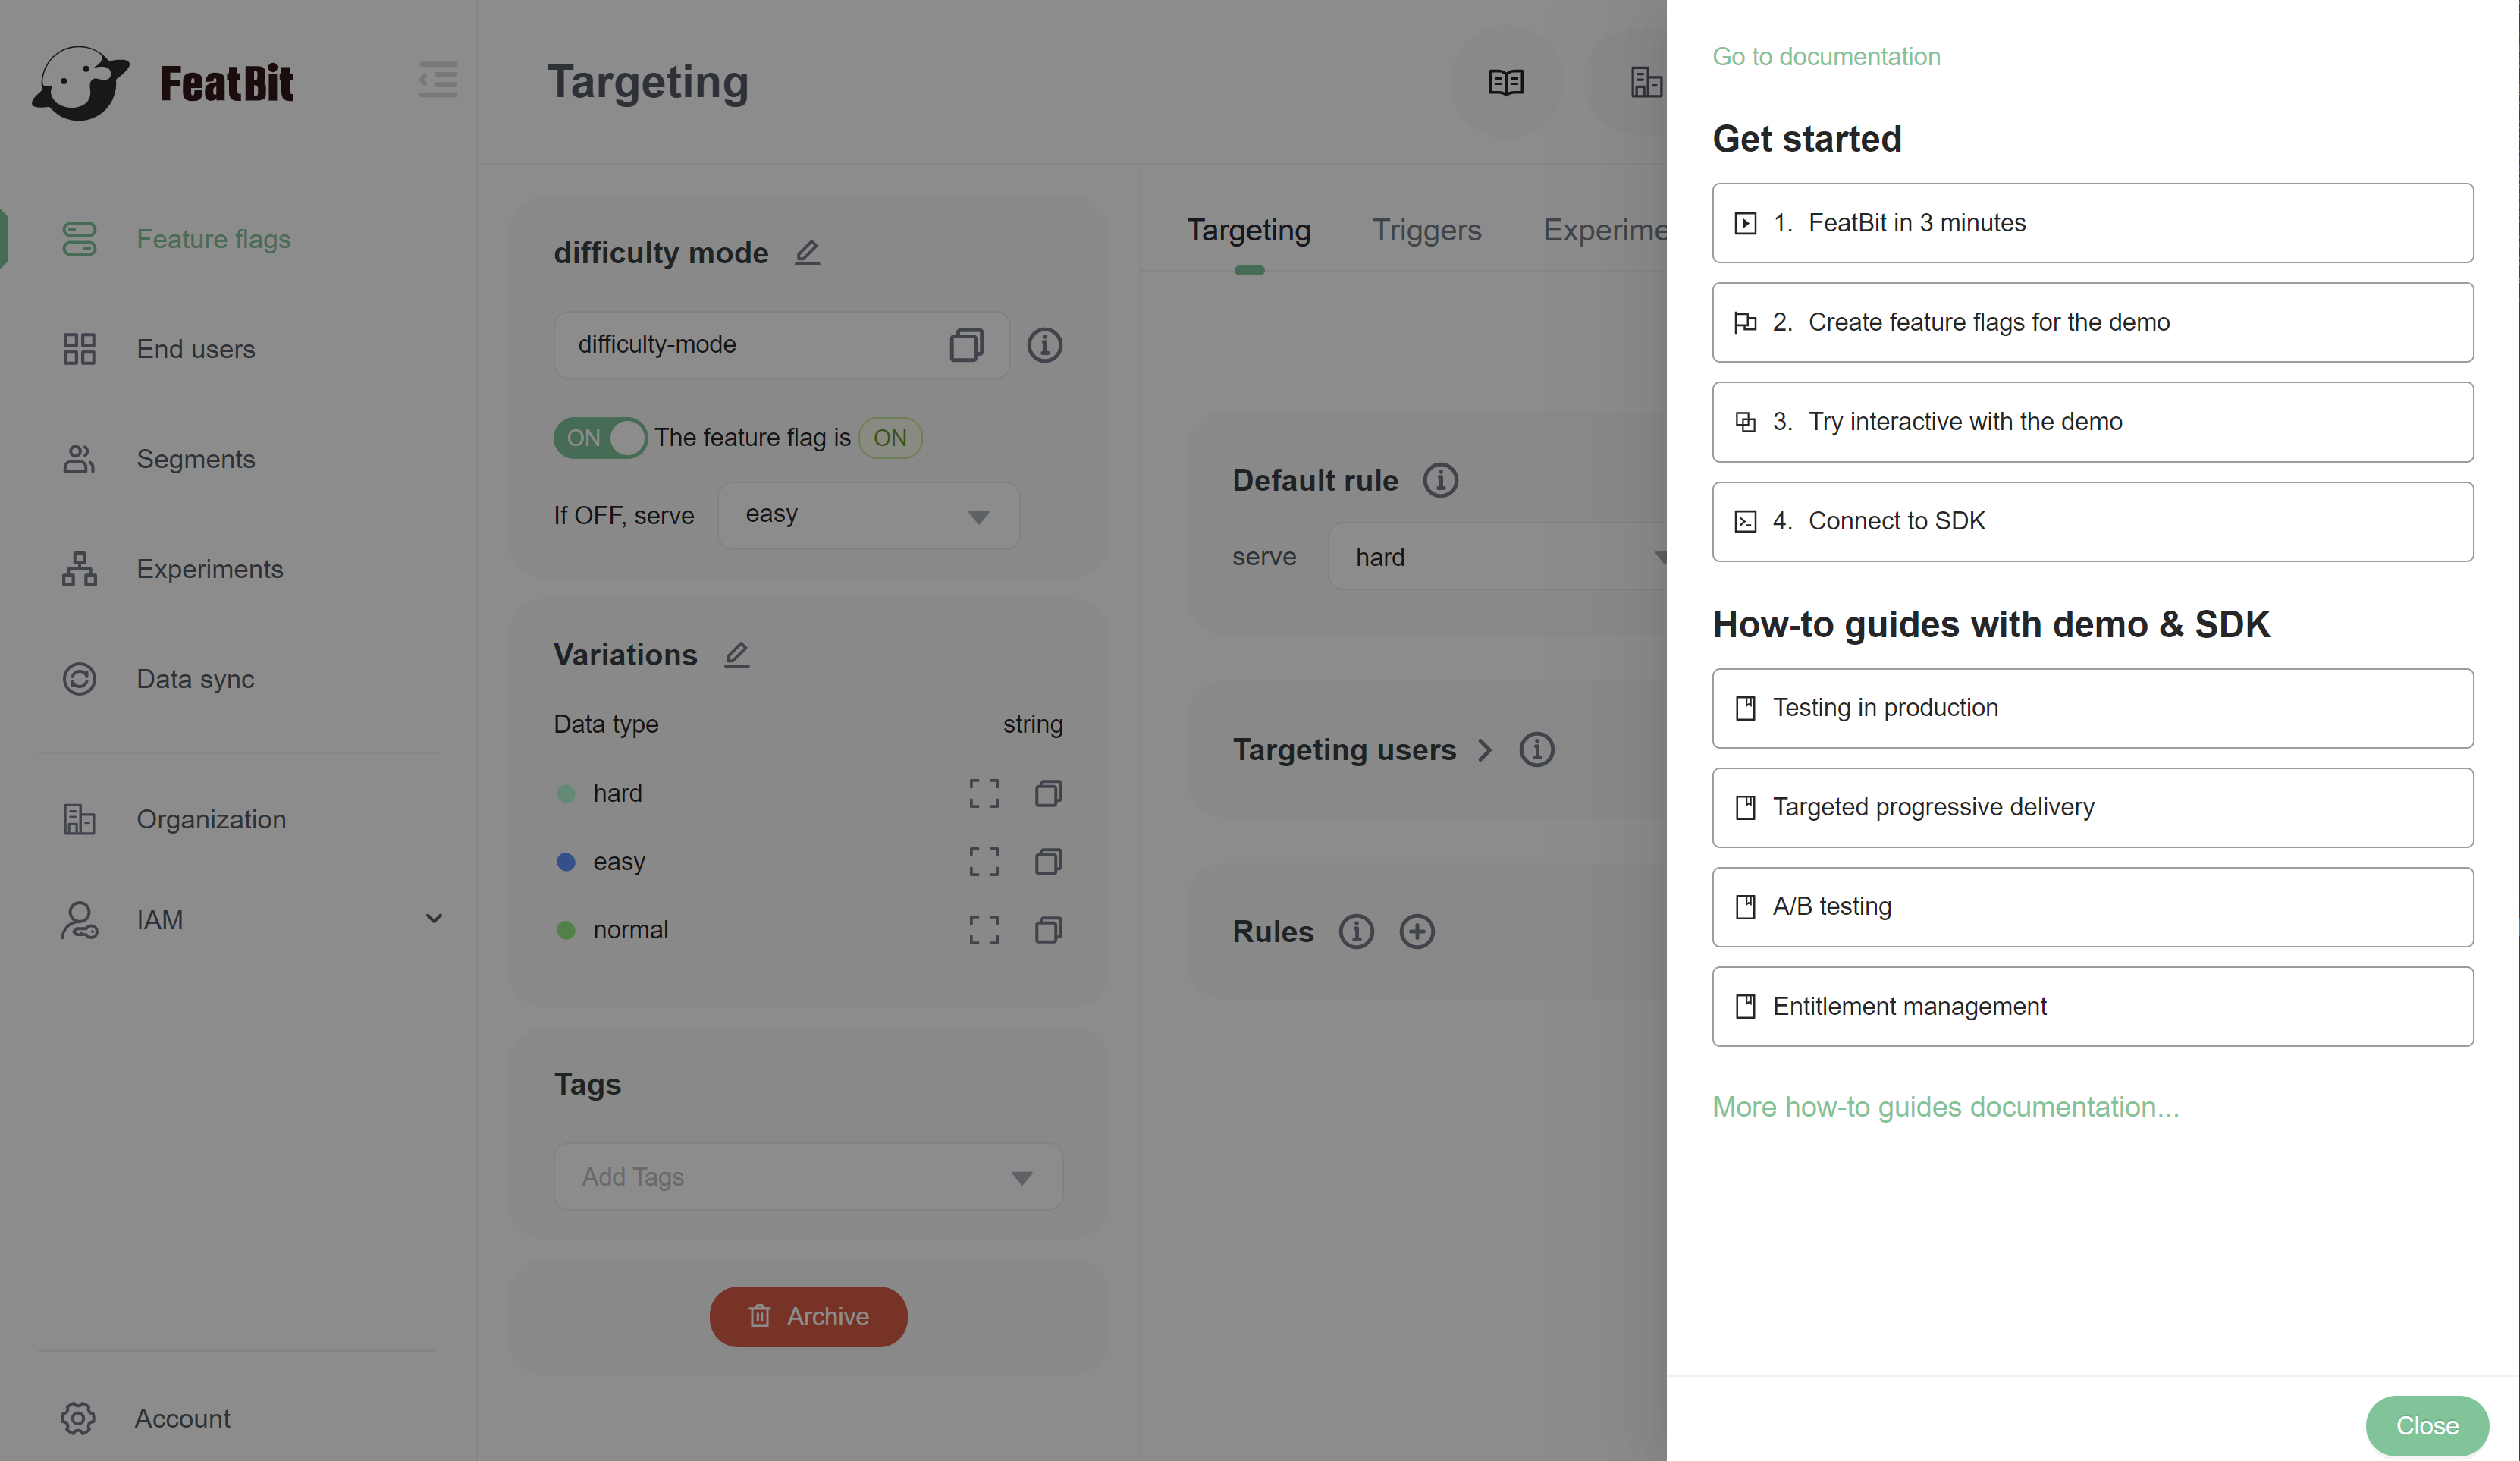 FeatBit
Feature flags
End users
Segments
Experiments
Data sync
Organization
IAM
Account
Targeting
difficulty mode
difficulty-mode
ON The feature flag is ON
If OFF, serve easy
Variations
Data type string
hard
easy
normal
Tags
Add Tags
Archive
Targeting Triggers Experime
Default rule
serve hard
Targeting users
Rules
Go to documentation
Get started
1. FeatBit in 3 minutes
2. Create feature flags for the demo
3. Try interactive with the demo
4. Connect to SDK
How-to guides with demo & SDK
Testing in production
Targeted progressive delivery
A/B testing
Entitlement management
More how-to guides documentation...
Close